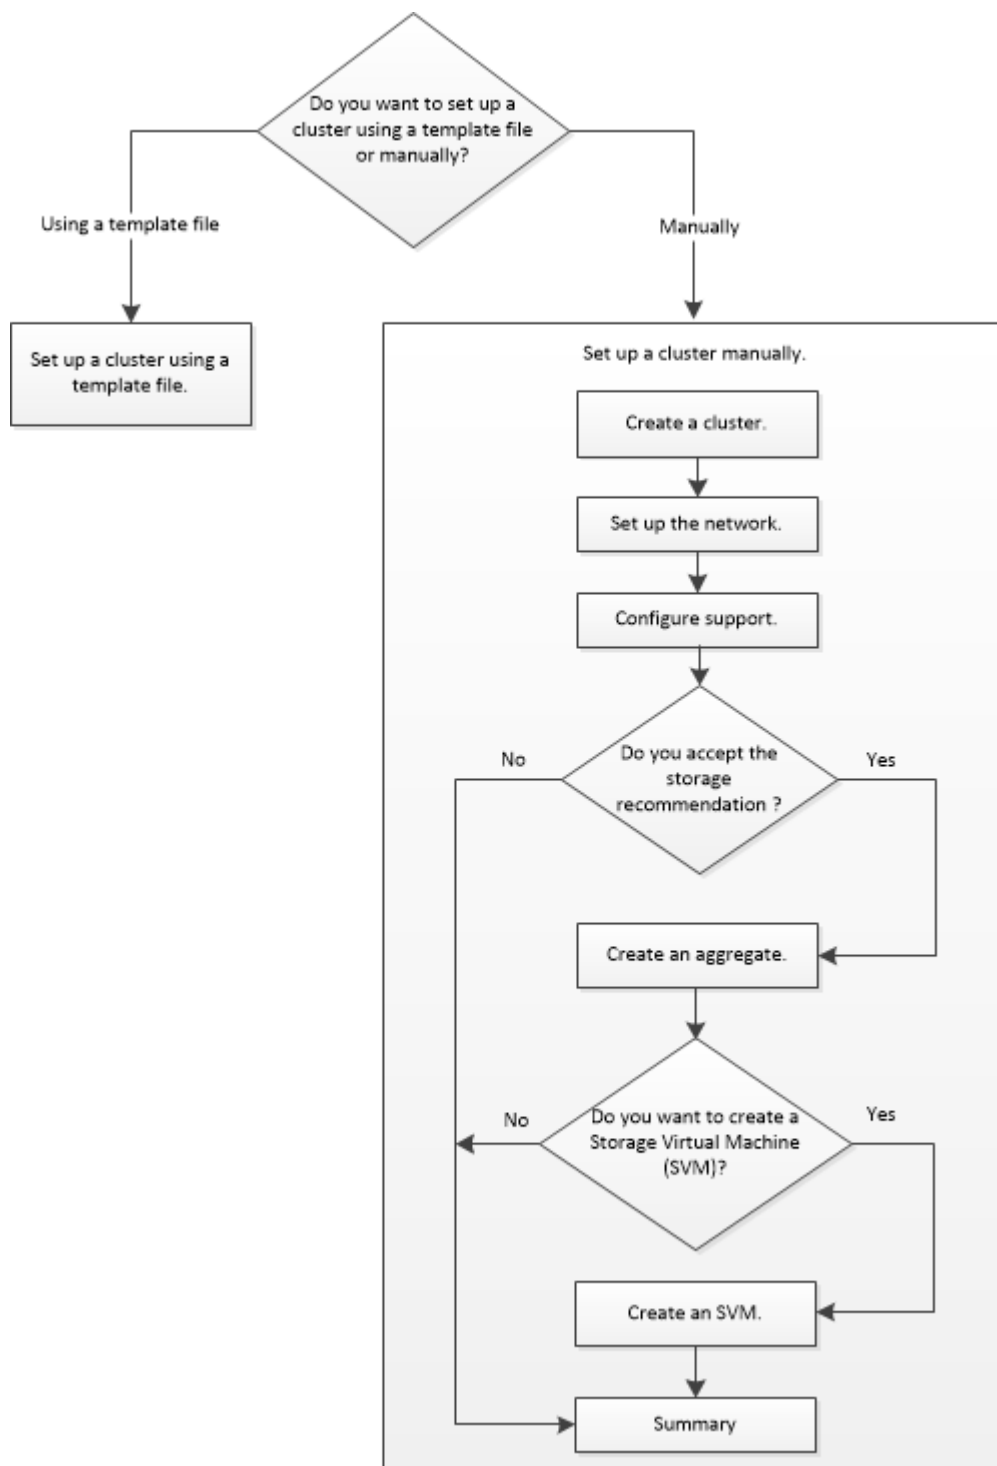 Do you want to set up a
cluster using a template file
or manually?
Using a template file
Manually
Set up a cluster using a
template file.
Set up a cluster manually.
Create a cluster.
Set up the network.
Configure support.
No
Do you accept the
storage
recommendation ?
Yes
Create an aggregate.
No
Do you want to create a
Storage Virtual Machine
(SVM)?
Yes
Create an SVM.
Summary